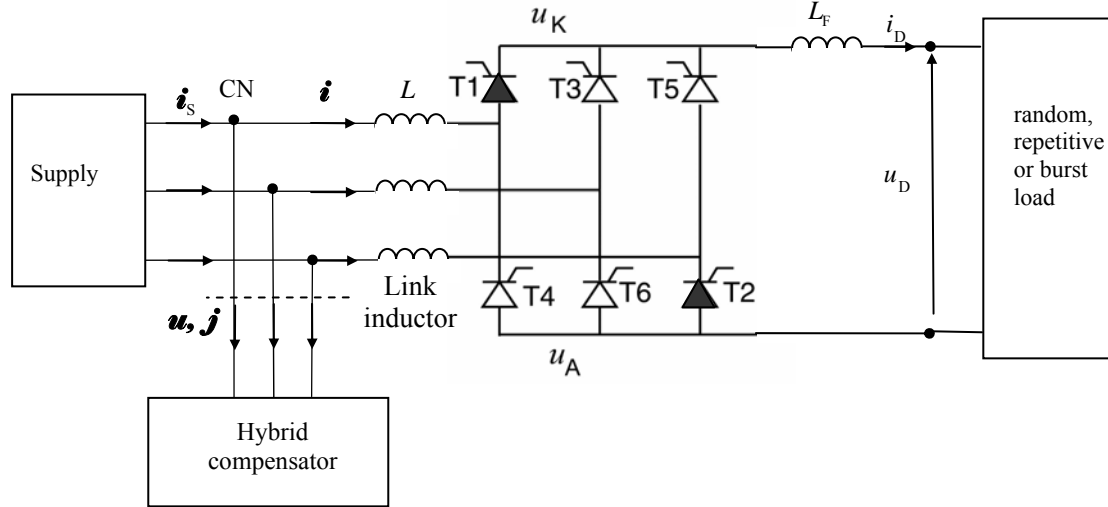 u_K
L_F
i_D
T1
T3
T5
i_S
CN
i
L
Supply
random,
repetitive
or burst
load
u_D
Link
inductor
T4
T6
T2
u, j
u_A
Hybrid
compensator